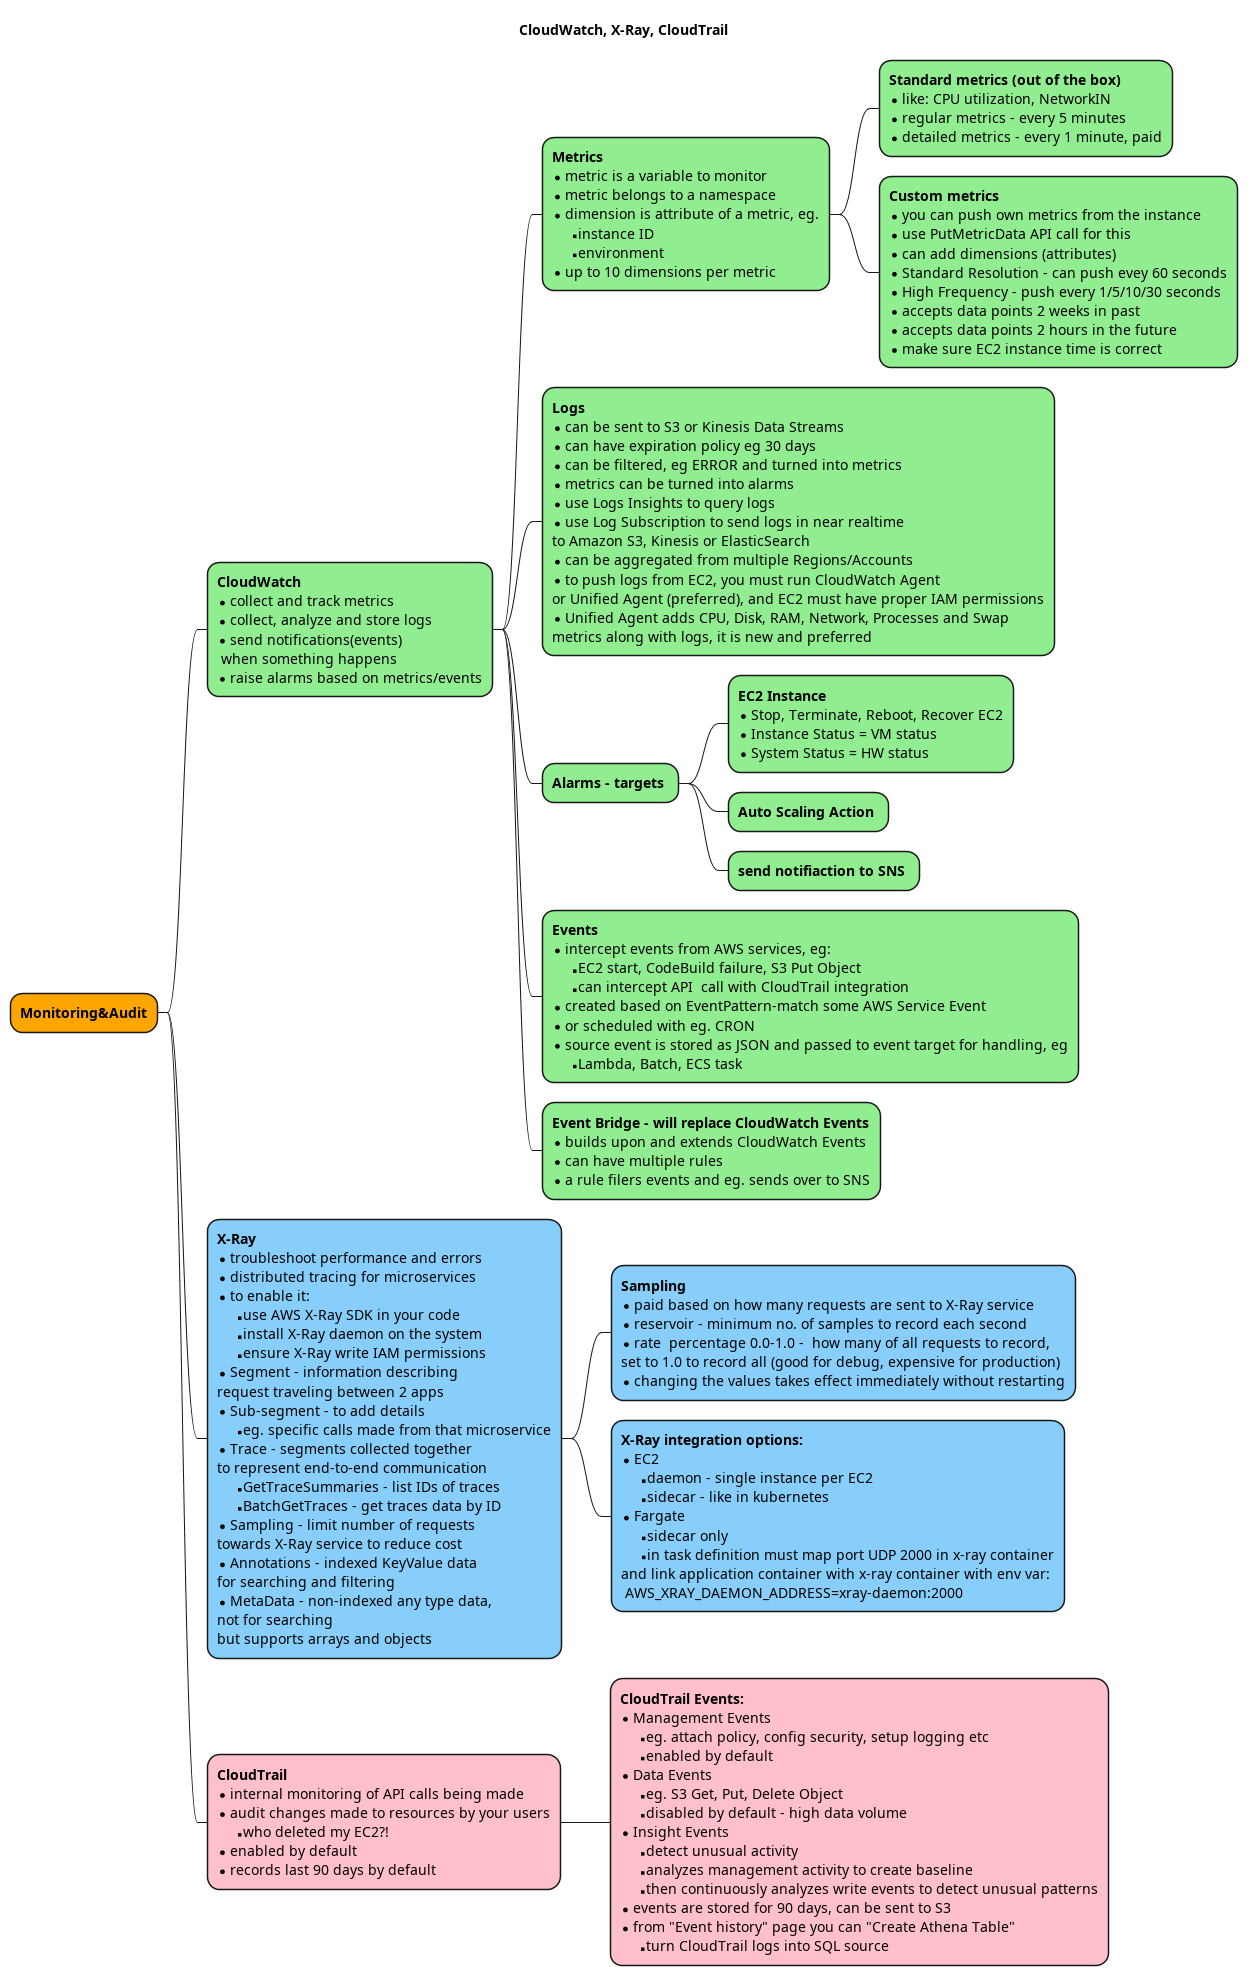 CloudWatch, X-Ray, CloudTrail
Monitoring&Audit
CloudWatch
• collect and track metrics
• collect, analyze and store logs
• send notifications(events)
when something happens
• raise alarms based on metrics/events
Metrics
• metric is a variable to monitor
• metric belongs to a namespace
• dimension is attribute of a metric, eg.
▪instance ID
▪environment
• up to 10 dimensions per metric
Standard metrics (out of the box)
• like: CPU utilization, NetworkIN
• regular metrics - every 5 minutes
• detailed metrics - every 1 minute, paid
Custom metrics
• you can push own metrics from the instance
• use PutMetricData API call for this
• can add dimensions (attributes)
• Standard Resolution - can push evey 60 seconds
• High Frequency - push every 1/5/10/30 seconds
• accepts data points 2 weeks in past
• accepts data points 2 hours in the future
• make sure EC2 instance time is correct
Logs
• can be sent to S3 or Kinesis Data Streams
• can have expiration policy eg 30 days
• can be filtered, eg ERROR and turned into metrics
• metrics can be turned into alarms
• use Logs Insights to query logs
• use Log Subscription to send logs in near realtime
to Amazon S3, Kinesis or ElasticSearch
• can be aggregated from multiple Regions/Accounts
• to push logs from EC2, you must run CloudWatch Agent
or Unified Agent (preferred), and EC2 must have proper IAM permissions
• Unified Agent adds CPU, Disk, RAM, Network, Processes and Swap
metrics along with logs, it is new and preferred
Alarms - targets
EC2 Instance
• Stop, Terminate, Reboot, Recover EC2
• Instance Status = VM status
• System Status = HW status
Auto Scaling Action
send notifiaction to SNS
Events
• intercept events from AWS services, eg:
▪EC2 start, CodeBuild failure, S3 Put Object
▪can intercept API  call with CloudTrail integration
• created based on EventPattern-match some AWS Service Event
• or scheduled with eg. CRON
• source event is stored as JSON and passed to event target for handling, eg
▪Lambda, Batch, ECS task
Event Bridge - will replace CloudWatch Events
• builds upon and extends CloudWatch Events
• can have multiple rules
• a rule filers events and eg. sends over to SNS
X-Ray
• troubleshoot performance and errors
• distributed tracing for microservices
• to enable it:
▪use AWS X-Ray SDK in your code
▪install X-Ray daemon on the system
▪ensure X-Ray write IAM permissions
• Segment - information describing
request traveling between 2 apps
• Sub-segment - to add details
▪eg. specific calls made from that microservice
• Trace - segments collected together
to represent end-to-end communication
▪GetTraceSummaries - list IDs of traces
▪BatchGetTraces - get traces data by ID
• Sampling - limit number of requests
towards X-Ray service to reduce cost
• Annotations - indexed KeyValue data
for searching and filtering
• MetaData - non-indexed any type data,
not for searching
but supports arrays and objects
Sampling
• paid based on how many requests are sent to X-Ray service
• reservoir - minimum no. of samples to record each second
• rate  percentage 0.0-1.0 -  how many of all requests to record,
set to 1.0 to record all (good for debug, expensive for production)
• changing the values takes effect immediately without restarting
X-Ray integration options:
• EC2
▪daemon - single instance per EC2
▪sidecar - like in kubernetes
• Fargate
▪sidecar only
▪in task definition must map port UDP 2000 in x-ray container
and link application container with x-ray container with env var:
AWS_XRAY_DAEMON_ADDRESS=xray-daemon:2000
CloudTrail
• internal monitoring of API calls being made
• audit changes made to resources by your users
▪who deleted my EC2?!
• enabled by default
• records last 90 days by default
CloudTrail Events:
• Management Events
▪eg. attach policy, config security, setup logging etc
▪enabled by default
• Data Events
▪eg. S3 Get, Put, Delete Object
▪disabled by default - high data volume
• Insight Events
▪detect unusual activity
▪analyzes management activity to create baseline
▪then continuously analyzes write events to detect unusual patterns
• events are stored for 90 days, can be sent to S3
• from "Event history" page you can "Create Athena Table"
▪turn CloudTrail logs into SQL source